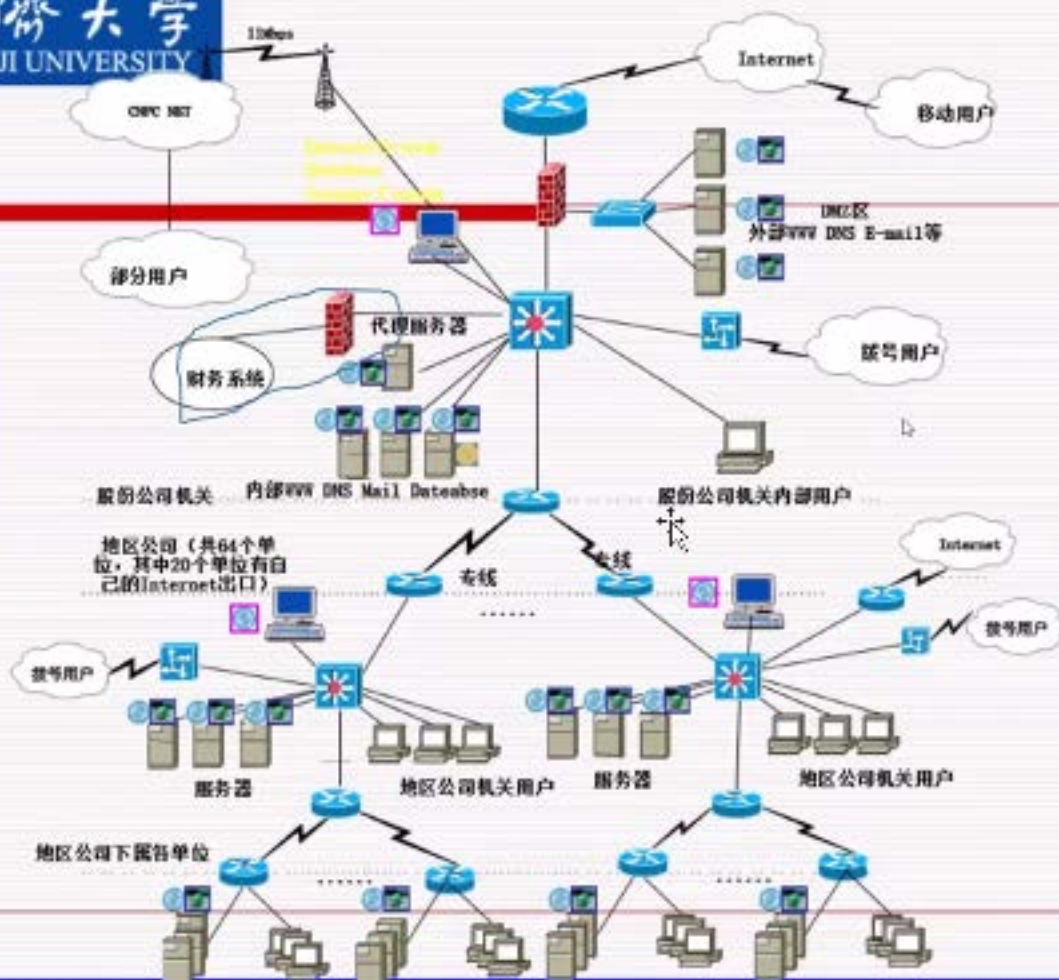 大学
JI UNIVERSITY
11Mbps
CNPC NET
Internet
移动用户
DMZ区
外部WWW DNS E-mail等
部分用户
代理服务器
财务系统
拨号用户
股份公司机关
内部WWW DNS Mail Dateabse
股份公司机关内部用户
地区公司（共64个单
位，其中20个单位有自
己的Internet出口）
专线
专线
......
Internet
拨号用户
拨号用户
服务器
地区公司机关用户
服务器
地区公司机关用户
地区公司下属各单位
......
......